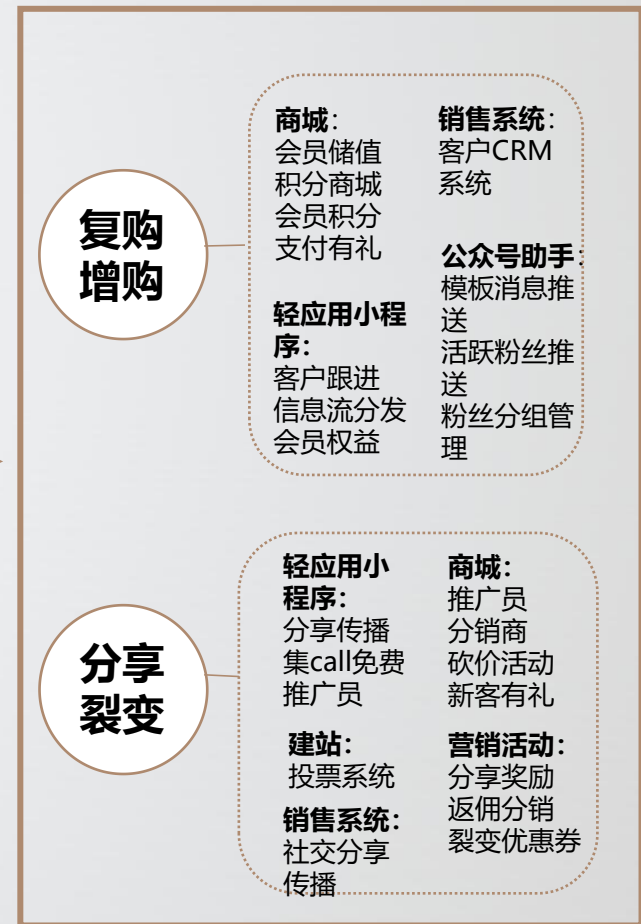 复购
增购
商城：
会员储值
积分商城
会员积分
支付有礼
轻应用小程
序：
客户跟进
信息流分发
会员权益
销售系统：
客户CRM
系统
公众号助手：
模板消息推
送
活跃粉丝推
送
粉丝分组管
理
分享
裂变
轻应用小
程序：
分享传播
集call免费
推广员
建站：
投票系统
销售系统：
社交分享
传播
商城：
推广员
分销商
砍价活动
新客有礼
营销活动：
分享奖励
返佣分销
裂变优惠券